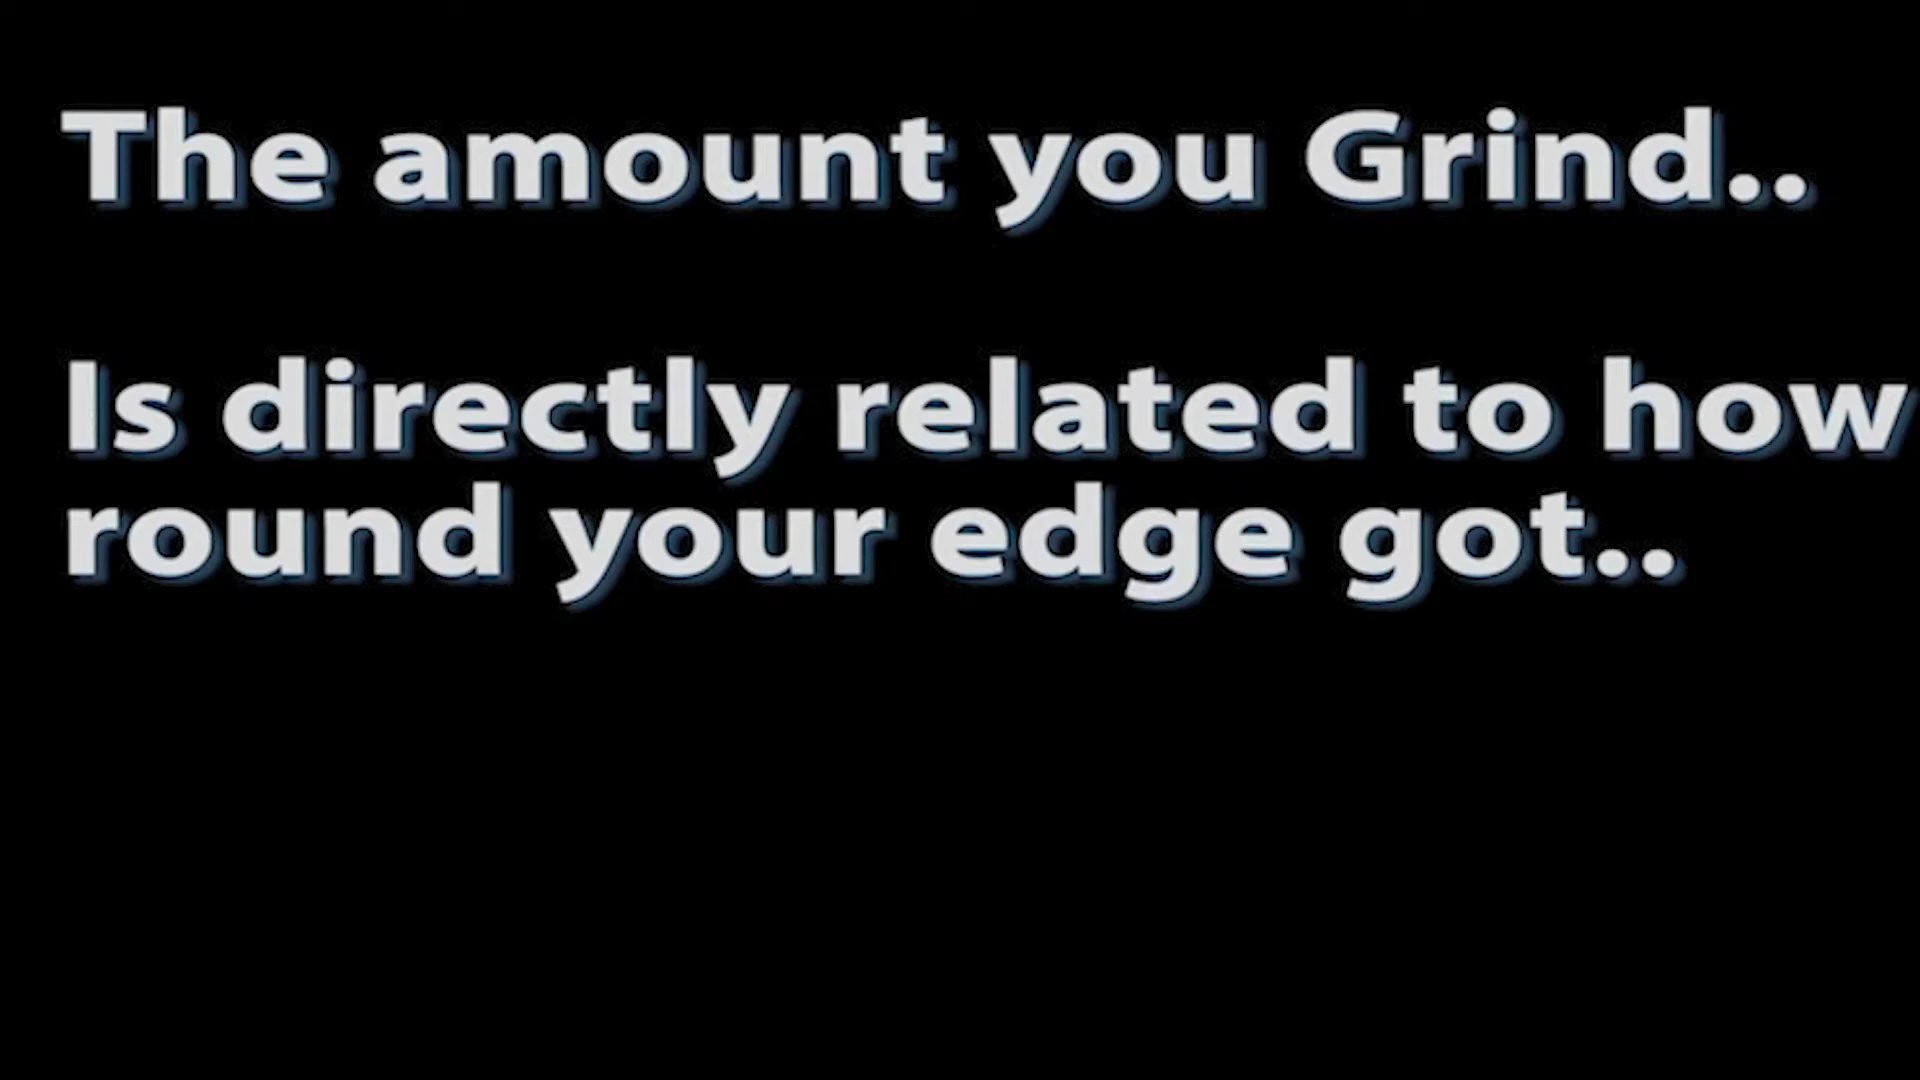 The amount you Grind..
Is directly related to how
round your edge got..